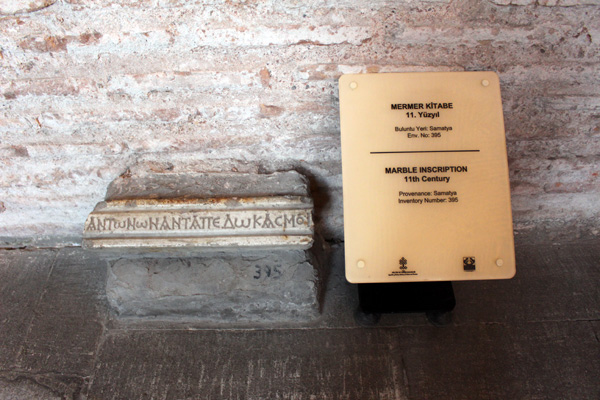 ΑΝΤΙѠΝѠΝΑΝΤΑΠΕΔѠΚΑCΜΟΙ
395
MERMER KİTABE
11. Yüzyıl
Buluntu Yeri: Samatya
Env. No: 395
MARBLE INSCRIPTION
11th Century
Provenance: Samatya
Inventory Number: 395